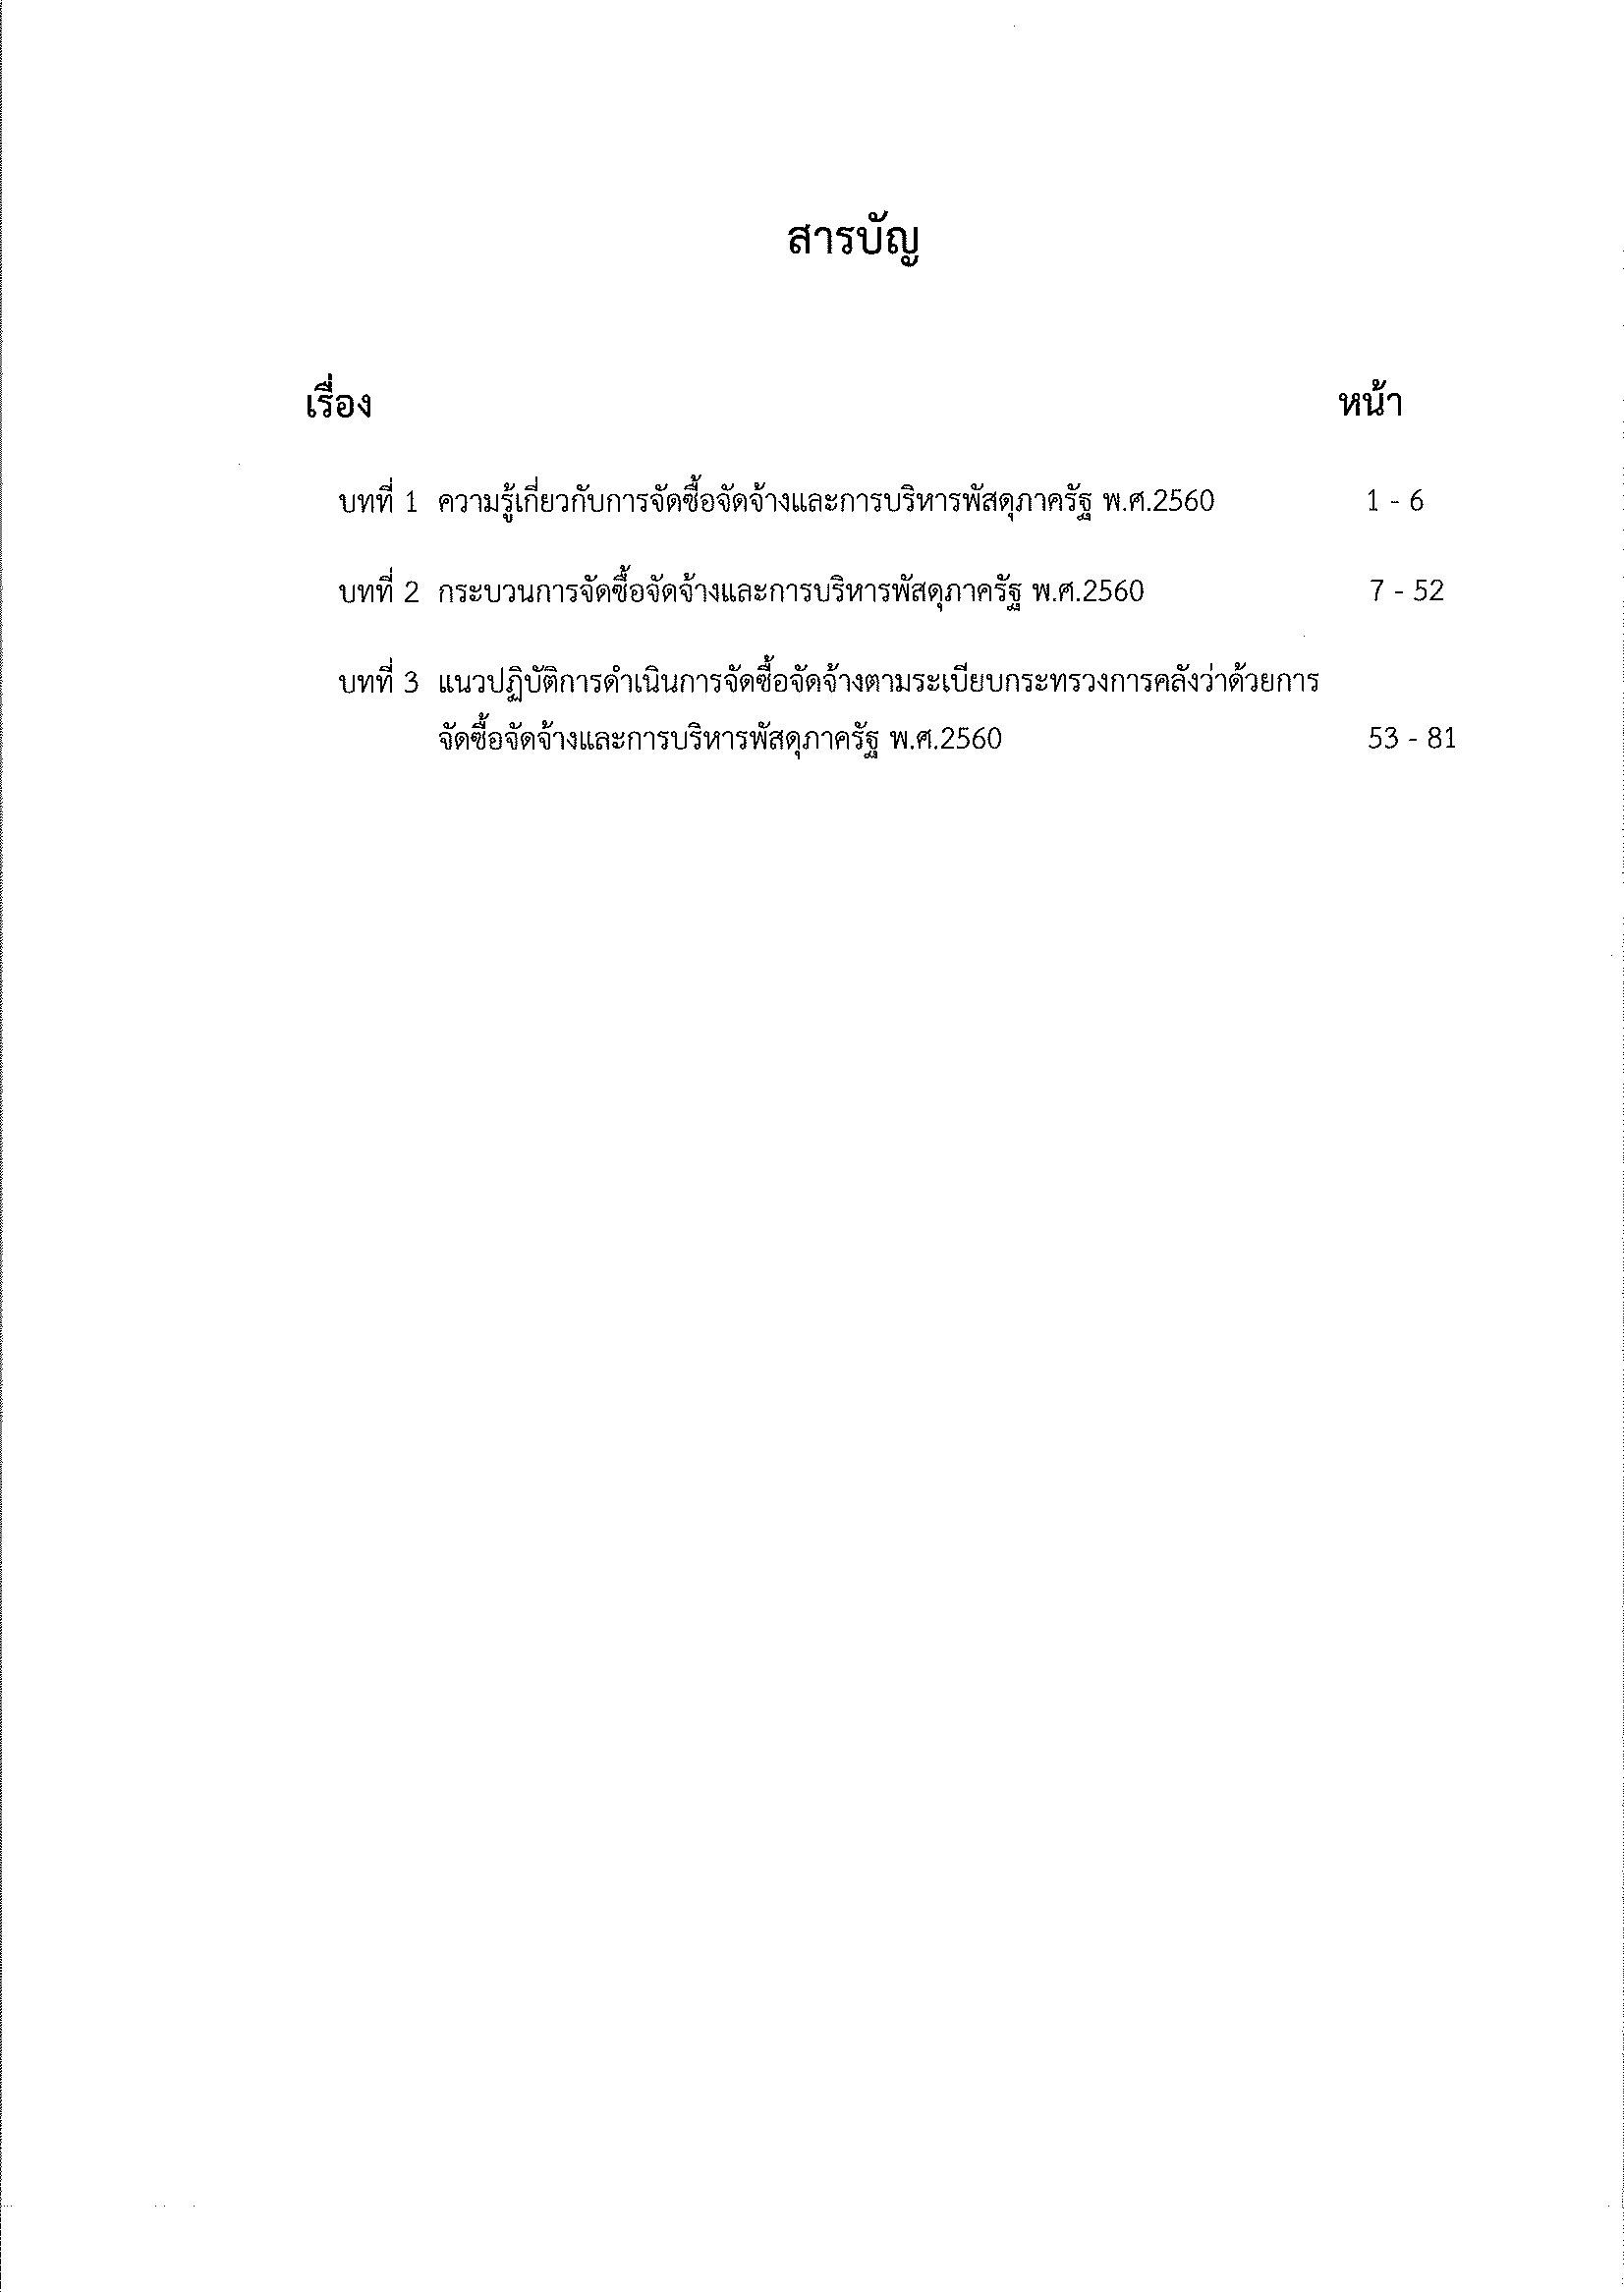 สารบัญ
เรื่อง หน้า
บทที่ 1 ความรู้เกี่ยวกับการจัดซื้อจัดจ้างและการบริหารพัสดุภาครัฐ พ.ศ.2560 1 - 6
บทที่ 2 กระบวนการจัดซื้อจัดจ้างและการบริหารพัสดุภาครัฐ พ.ศ.2560 7 - 52
บทที่ 3 แนวปฏิบัติการดำเนินการจัดซื้อจัดจ้างตามระเบียบกระทรวงการคลังว่าด้วยการ
จัดซื้อจัดจ้างและการบริหารพัสดุภาครัฐ พ.ศ.2560 53 - 81